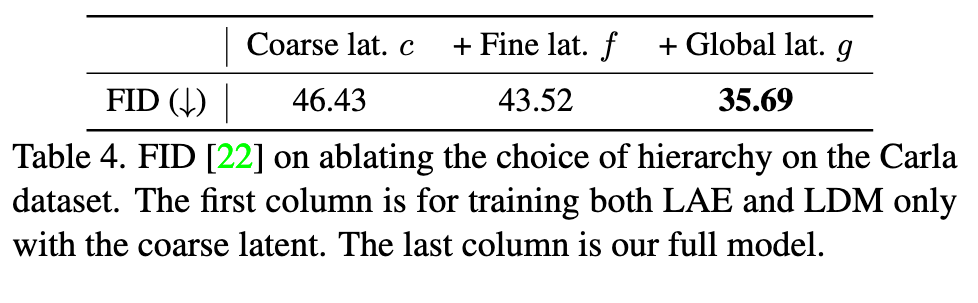 Coarse lat. c + Fine lat. f + Global lat. g
FID (↓) 46.43 43.52 35.69
Table 4. FID [22] on ablating the choice of hierarchy on the Carla
dataset. The first column is for training both LAE and LDM only
with the coarse latent. The last column is our full model.